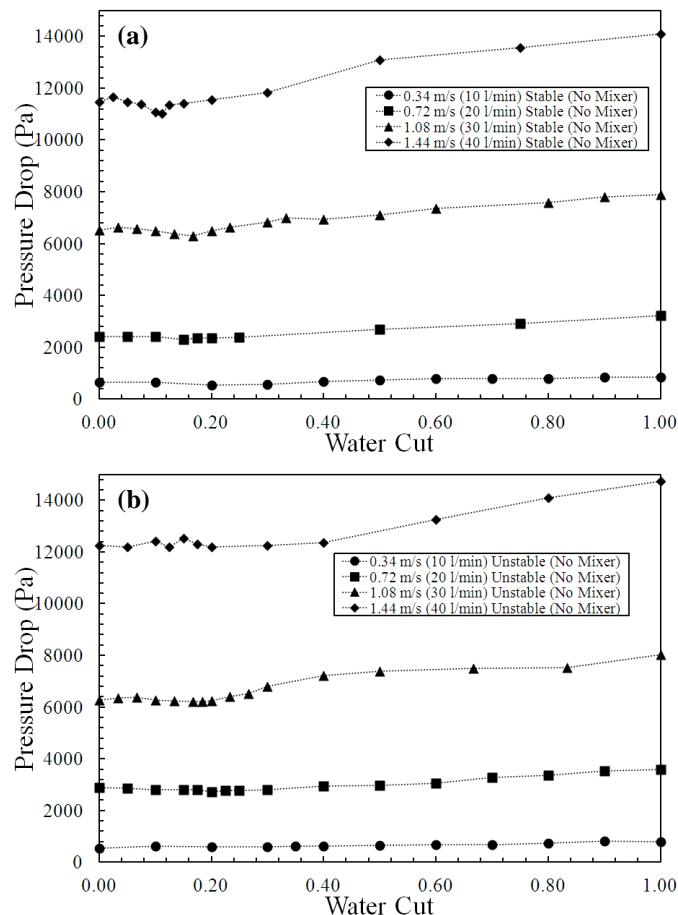 (a)
14000
12000
10000
8000
6000
4000
2000
0
Pressure Drop (Pa)
0.34 m/s (10 l/min) Stable (No Mixer)
0.72 m/s (20 l/min) Stable (No Mixer)
1.08 m/s (30 l/min) Stable (No Mixer)
1.44 m/s (40 l/min) Stable (No Mixer)
0.00 0.20 0.40 0.60 0.80 1.00
Water Cut
(b)
14000
12000
10000
8000
6000
4000
2000
0
Pressure Drop (Pa)
0.34 m/s (10 l/min) Unstable (No Mixer)
0.72 m/s (20 l/min) Unstable (No Mixer)
1.08 m/s (30 l/min) Unstable (No Mixer)
1.44 m/s (40 l/min) Unstable (No Mixer)
0.00 0.20 0.40 0.60 0.80 1.00
Water Cut